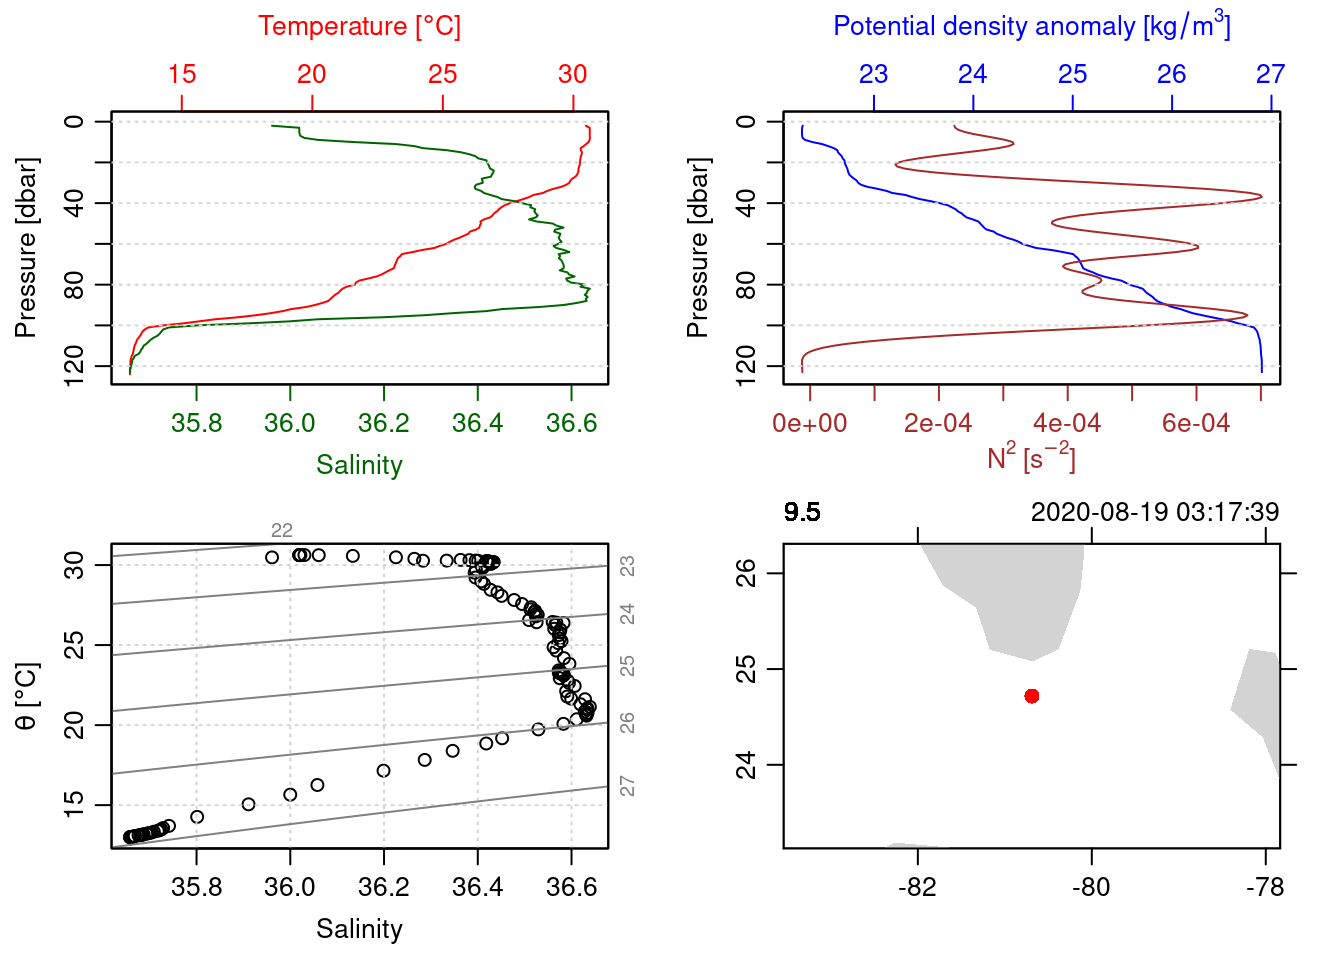 Temperature [°C]
15 20 25 30
Pressure [dbar]
0
40
80
120
35.8 36.0 36.2 36.4 36.6
Salinity
Potential density anomaly [kg/m³]
23 24 25 26 27
Pressure [dbar]
0
40
80
120
0e+00 2e-04 4e-04 6e-04
N² [s⁻²]
22
θ [°C]
30
25
20
15
23
24
25
26
27
35.8 36.0 36.2 36.4 36.6
Salinity
9.5 2020-08-19 03:17:39
26
25
24
-82 -80 -78